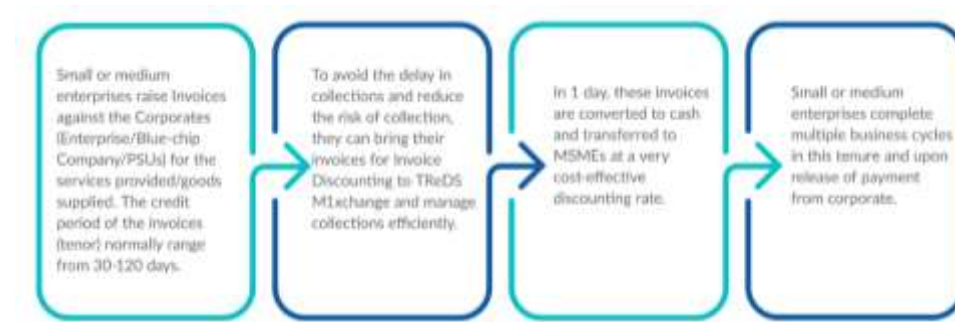 Small or medium
enterprises raise Invoices
against the Corporates
(Enterprise/Blue-chip
Company/PSUs) for the
services provided/goods
supplied. The credit
period of the invoices
(tenor) normally range
from 30-120 days.
To avoid the delay in
collections and reduce
the risk of collection,
they can bring their
invoices for Invoice
Discounting to TReDS
M1xchange and manage
collections efficiently.
In 1 day, these invoices
are converted to cash
and transferred to
MSMEs at a very
cost-effective
discounting rate.
Small or medium
enterprises complete
multiple business cycles
in this tenure and upon
release of payment
from corporate.